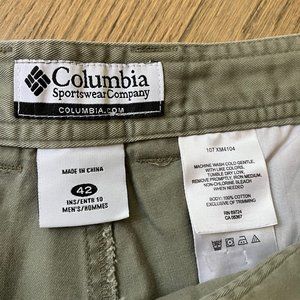 Columbia
Sportswear Company
COLUMBIA.COM
MADE IN CHINA
42
INS/ENTR 10
MEN'S/HOMMES
107 XM4104
MACHINE WASH COLD GENTLE,
WITH LIKE COLORS,
TUMBLE DRY LOW,
REMOVE PROMPTLY, IRON MEDIUM,
NON-CHLORINE BLEACH
WHEN NEEDED
BODY: 100% COTTON
EXCLUSIVE OF TRIMMING
RN 69724
CA 05367